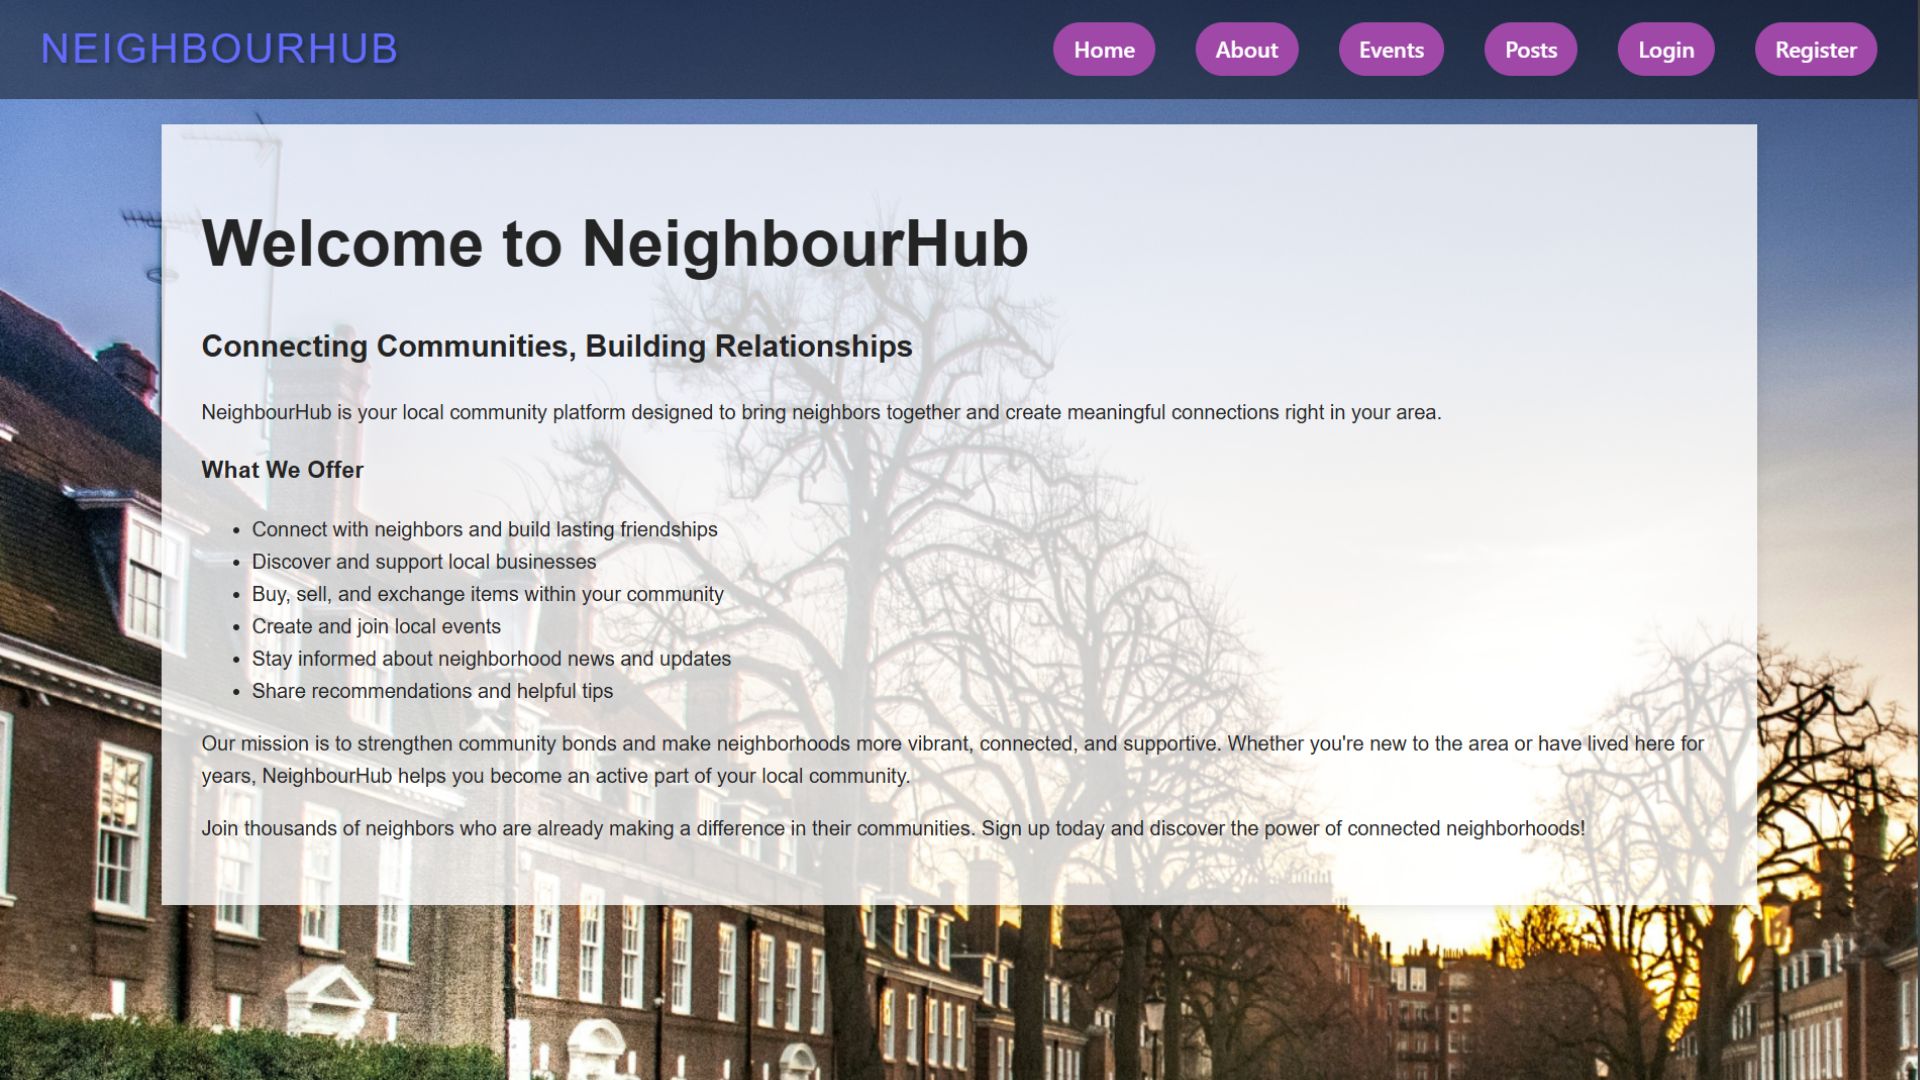 NEIGHBOURHUB
Home
About
Events
Posts
Login
Register
Welcome to NeighbourHub
Connecting Communities, Building Relationships
NeighbourHub is your local community platform designed to bring neighbors together and create meaningful connections right in your area.
What We Offer
• Connect with neighbors and build lasting friendships
• Discover and support local businesses
• Buy, sell, and exchange items within your community
• Create and join local events
• Stay informed about neighborhood news and updates
• Share recommendations and helpful tips
Our mission is to strengthen community bonds and make neighborhoods more vibrant, connected, and supportive. Whether you're new to the area or have lived here for
years, NeighbourHub helps you become an active part of your local community.
Join thousands of neighbors who are already making a difference in their communities. Sign up today and discover the power of connected neighborhoods!